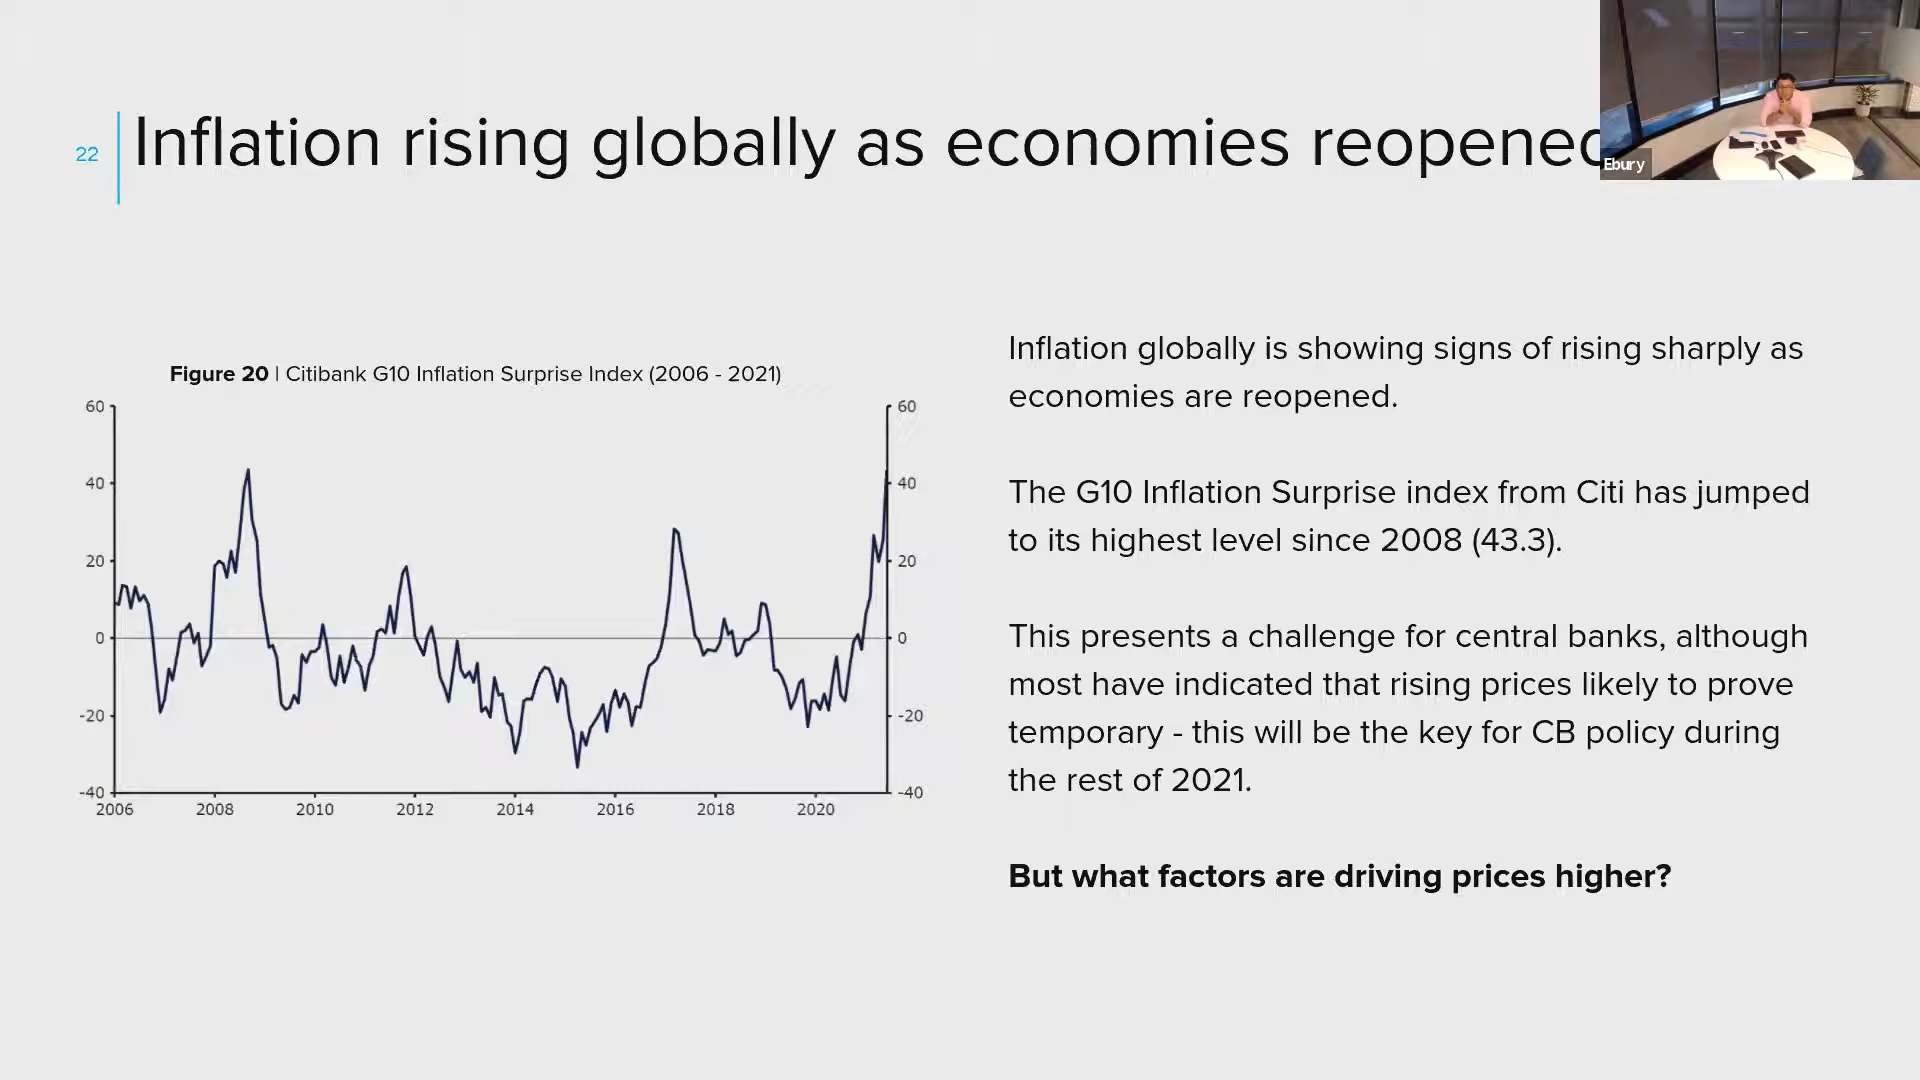 22
Inflation rising globally as economies reopened
Ebury
Figure 20 | Citibank G10 Inflation Surprise Index (2006 - 2021)
60
40
20
0
-20
-40
60
40
20
0
-20
-40
2006 2008 2010 2012 2014 2016 2018 2020
Inflation globally is showing signs of rising sharply as
economies are reopened.
The G10 Inflation Surprise index from Citi has jumped
to its highest level since 2008 (43.3).
This presents a challenge for central banks, although
most have indicated that rising prices likely to prove
temporary - this will be the key for CB policy during
the rest of 2021.
But what factors are driving prices higher?